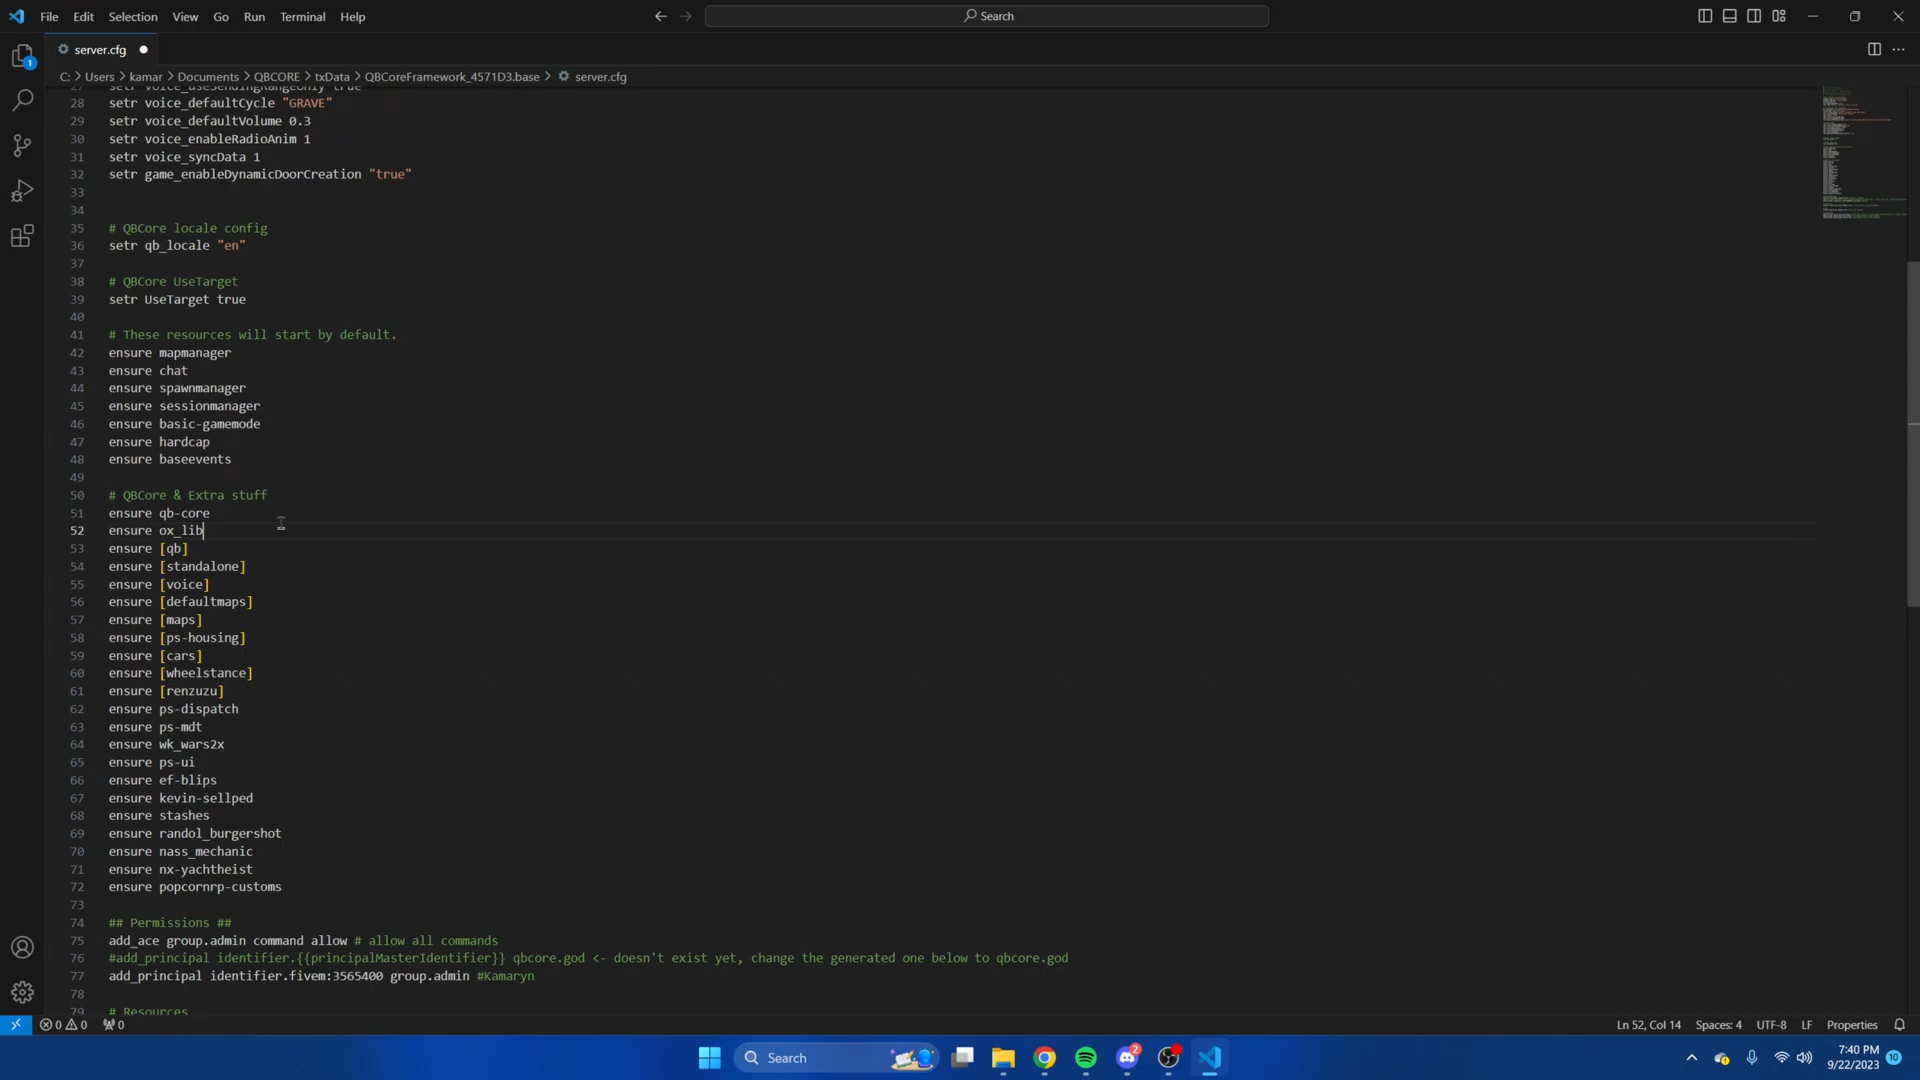 File Edit Selection View Go Run Terminal Help
Search
server.cfg
C: > Users > kamar > Documents > QBCORE > txData > QBCoreFramework_4571D3.base > server.cfg
27 setr voice_useSendingRangeOnly true
28 setr voice_defaultCycle "GRAVE"
29 setr voice_defaultVolume 0.3
30 setr voice_enableRadioAnim 1
31 setr voice_syncData 1
32 setr game_enableDynamicDoorCreation "true"
33
34
35 # QBCore locale config
36 setr qb_locale "en"
37
38 # QBCore UseTarget
39 setr UseTarget true
40
41 # These resources will start by default.
42 ensure mapmanager
43 ensure chat
44 ensure spawnmanager
45 ensure sessionmanager
46 ensure basic-gamemode
47 ensure hardcap
48 ensure baseevents
49
50 # QBCore & Extra stuff
51 ensure qb-core
52 ensure ox_lib
53 ensure [qb]
54 ensure [standalone]
55 ensure [voice]
56 ensure [defaultmaps]
57 ensure [maps]
58 ensure [ps-housing]
59 ensure [cars]
60 ensure [wheelstance]
61 ensure [renzuzu]
62 ensure ps-dispatch
63 ensure ps-mdt
64 ensure wk_wars2x
65 ensure ps-ui
66 ensure ef-blips
67 ensure kevin-sellped
68 ensure stashes
69 ensure randol_burgershot
70 ensure nass_mechanic
71 ensure nx-yachtheist
72 ensure popcornrp-customs
73
74 ## Permissions ##
75 add_ace group.admin command allow # allow all commands
76 #add_principal identifier.{{principalMasterIdentifier}} qbcore.god <- doesn't exist yet, change the generated one below to qbcore.god
77 add_principal identifier.fivem:3565400 group.admin #Kamaryn
78
79 # Resources
1
0 0 0 Ln 52, Col 14 Spaces: 4 UTF-8 LF Properties
Search
2
7:40 PM
9/22/2023
10